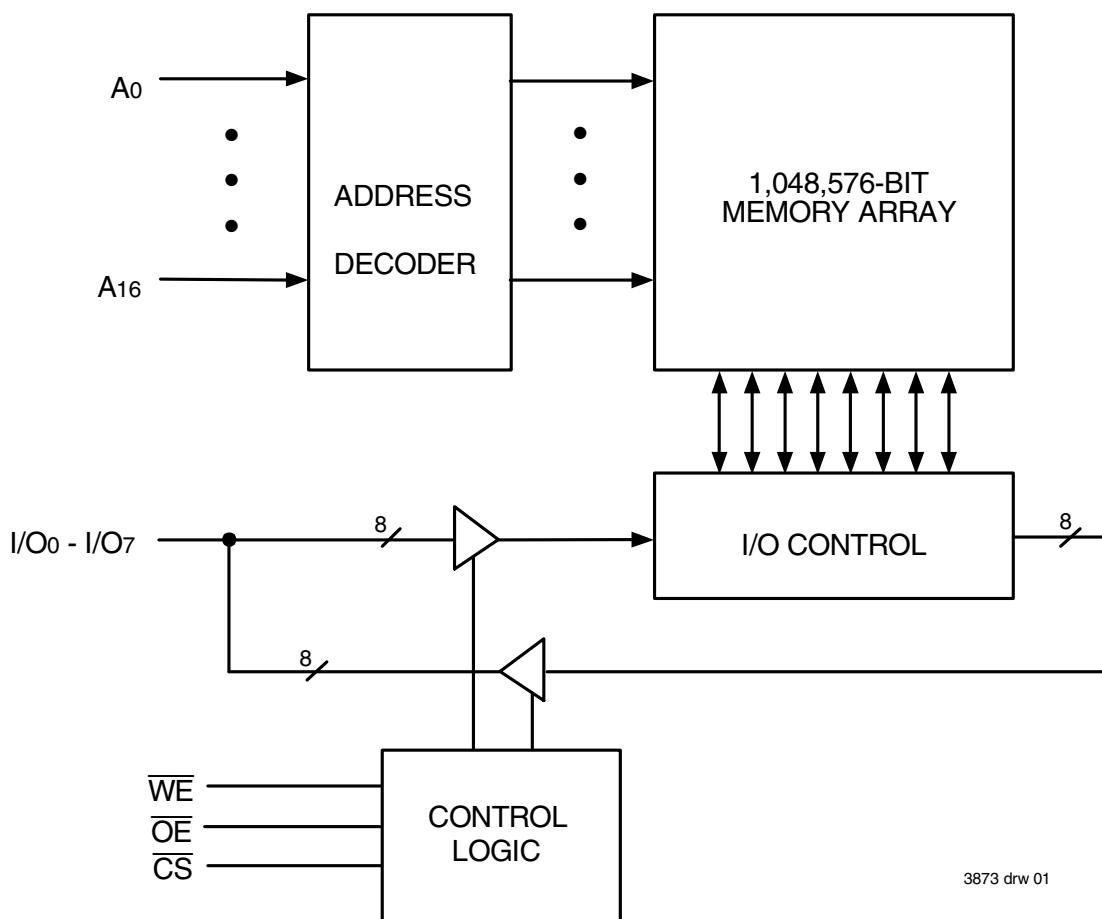 A0
A16
ADDRESS
DECODER
1,048,576-BIT
MEMORY ARRAY
I/O0 - I/O7
8
I/O CONTROL
8
8
WE
OE
CS
CONTROL
LOGIC
3873 drw 01